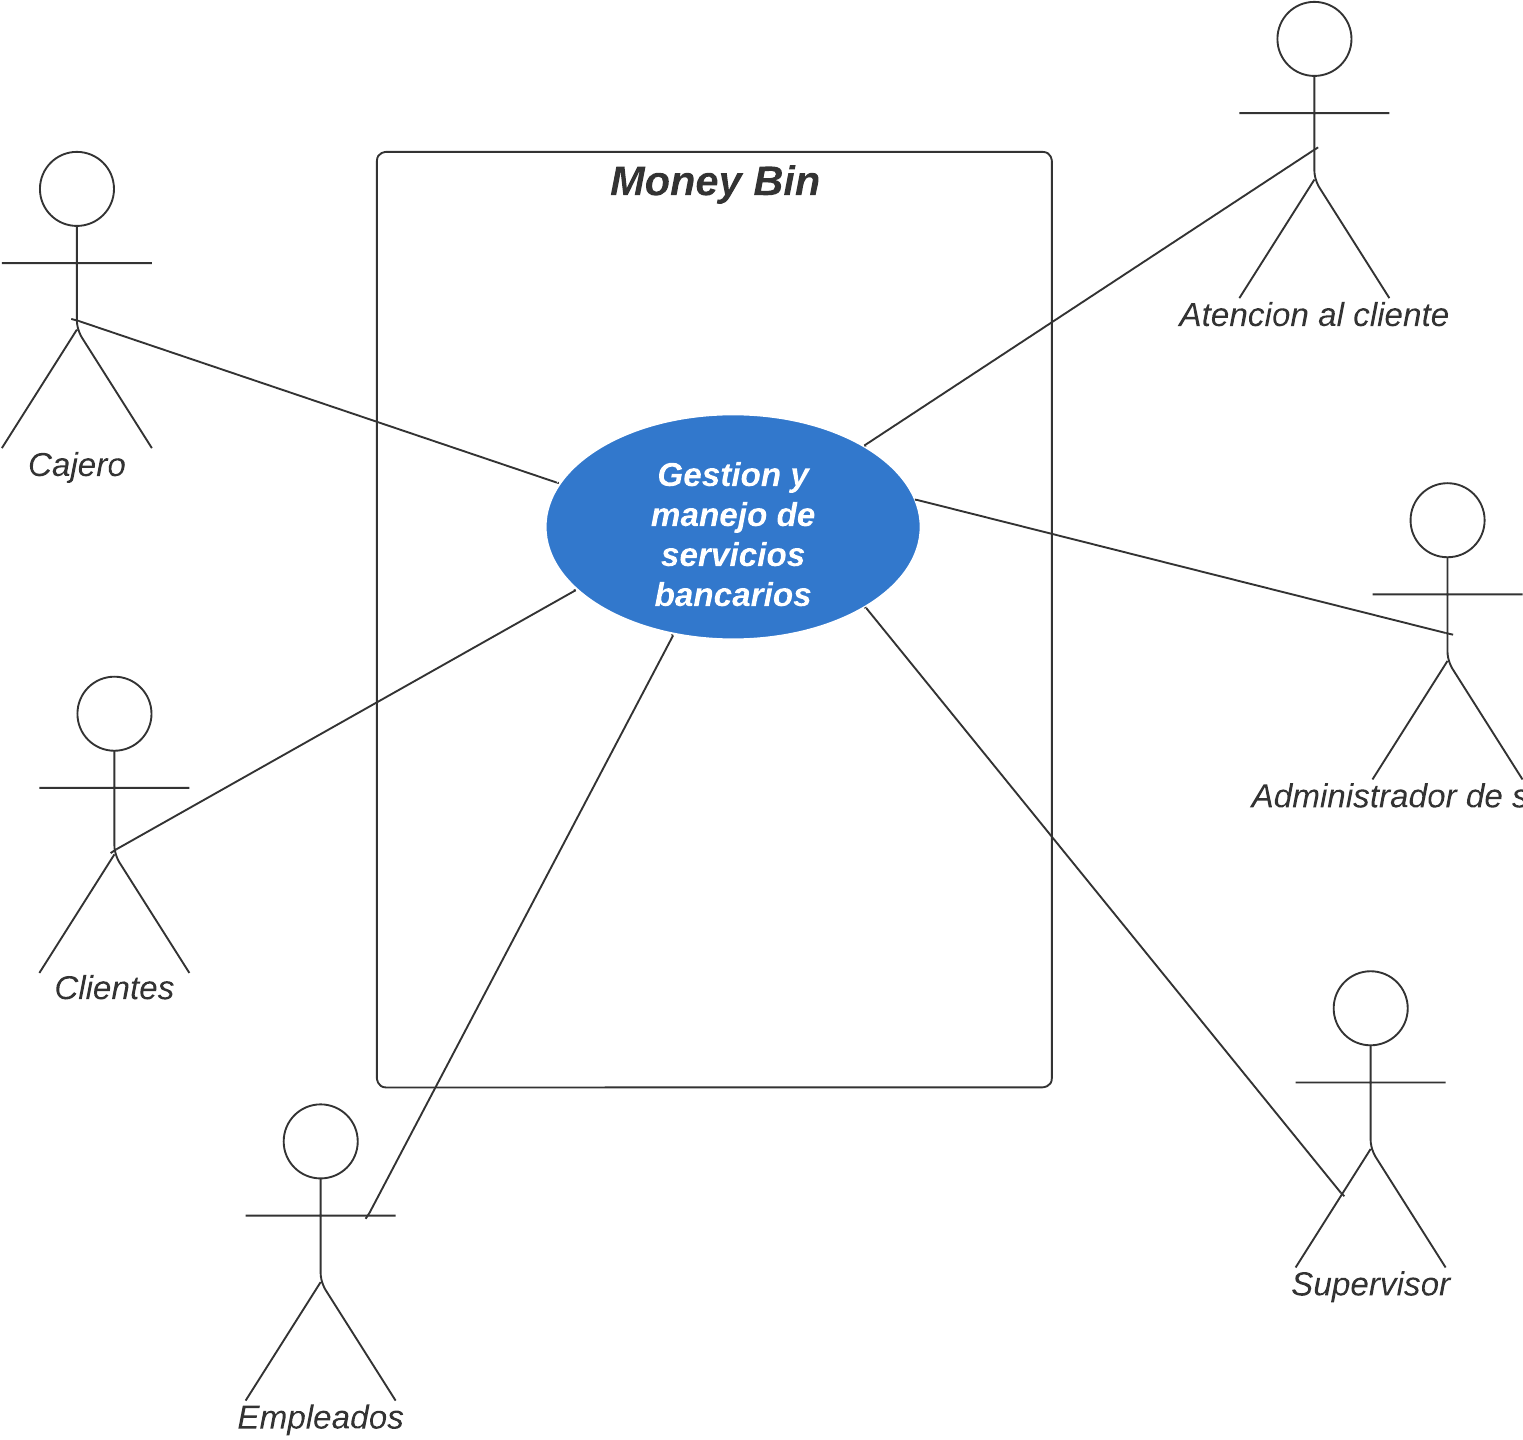 Money Bin
Atencion al cliente
Cajero
Gestion y
manejo de
servicios
bancarios
Administrador de
Clientes
Supervisor
Empleados